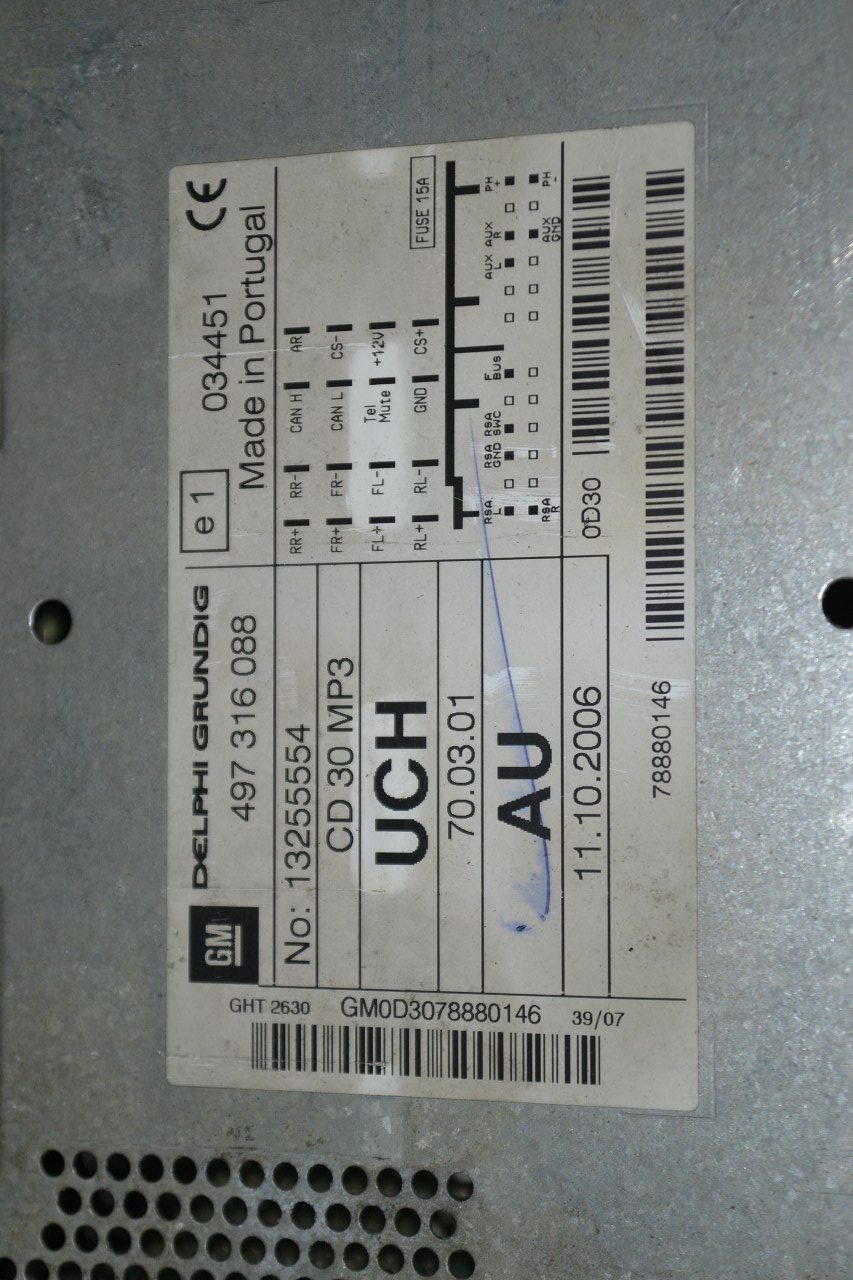 GM
DELPHI GRUNDIG
497 316 088
e1
034451
CE
Made in Portugal
No: 13255554
CD 30 MP3
UCH
70.03.01
AU
11.10.2006
RR+ RR- CAN H AR
FR+ FR- CAN L CS-
FL+ FL- Tel Mute +12V
RL+ RL- GND CS+
FUSE 15A
RSA L
RSA GND
RSA SWC
F BUS
AUX L
AUX R
PH +
RSA R
AUX GND
PH -
0D30
78880146
GHT 2630
GM0D3078880146
39/07